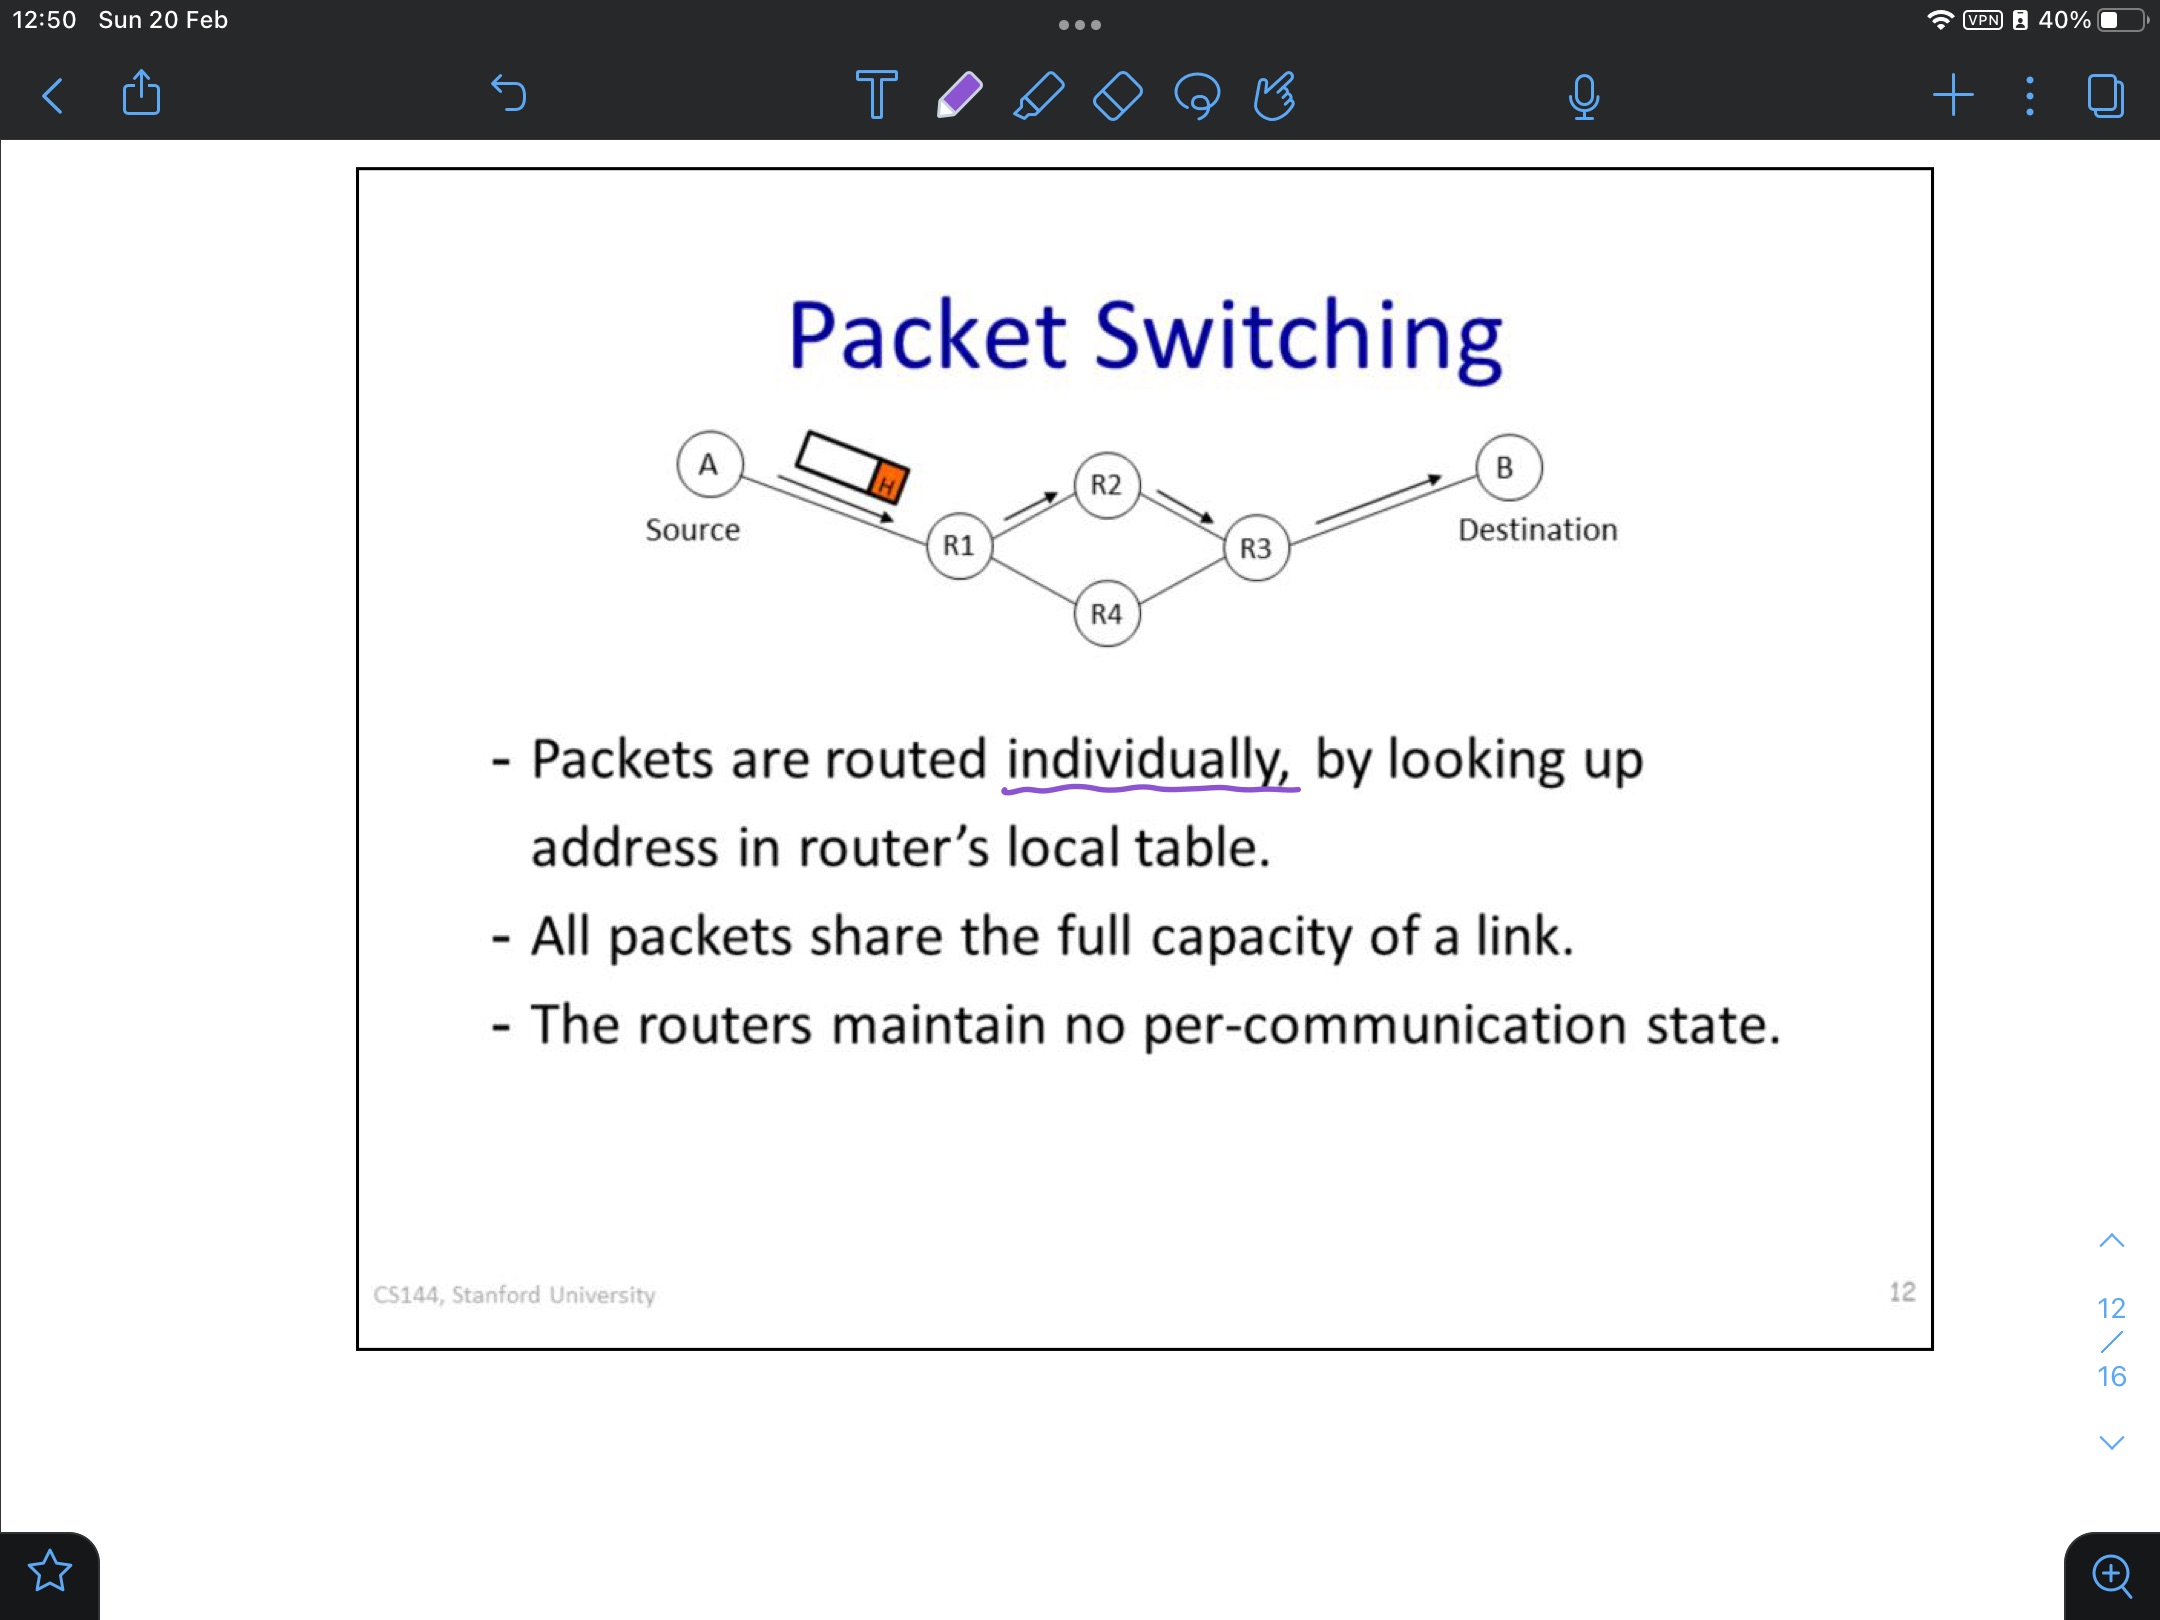 12:50 Sun 20 Feb
VPN 40%
T
Packet Switching
A
H
R2
B
Source
R1
R3
Destination
R4
- Packets are routed individually, by looking up
address in router’s local table.
- All packets share the full capacity of a link.
- The routers maintain no per-communication state.
CS144, Stanford University
12
12
/
16